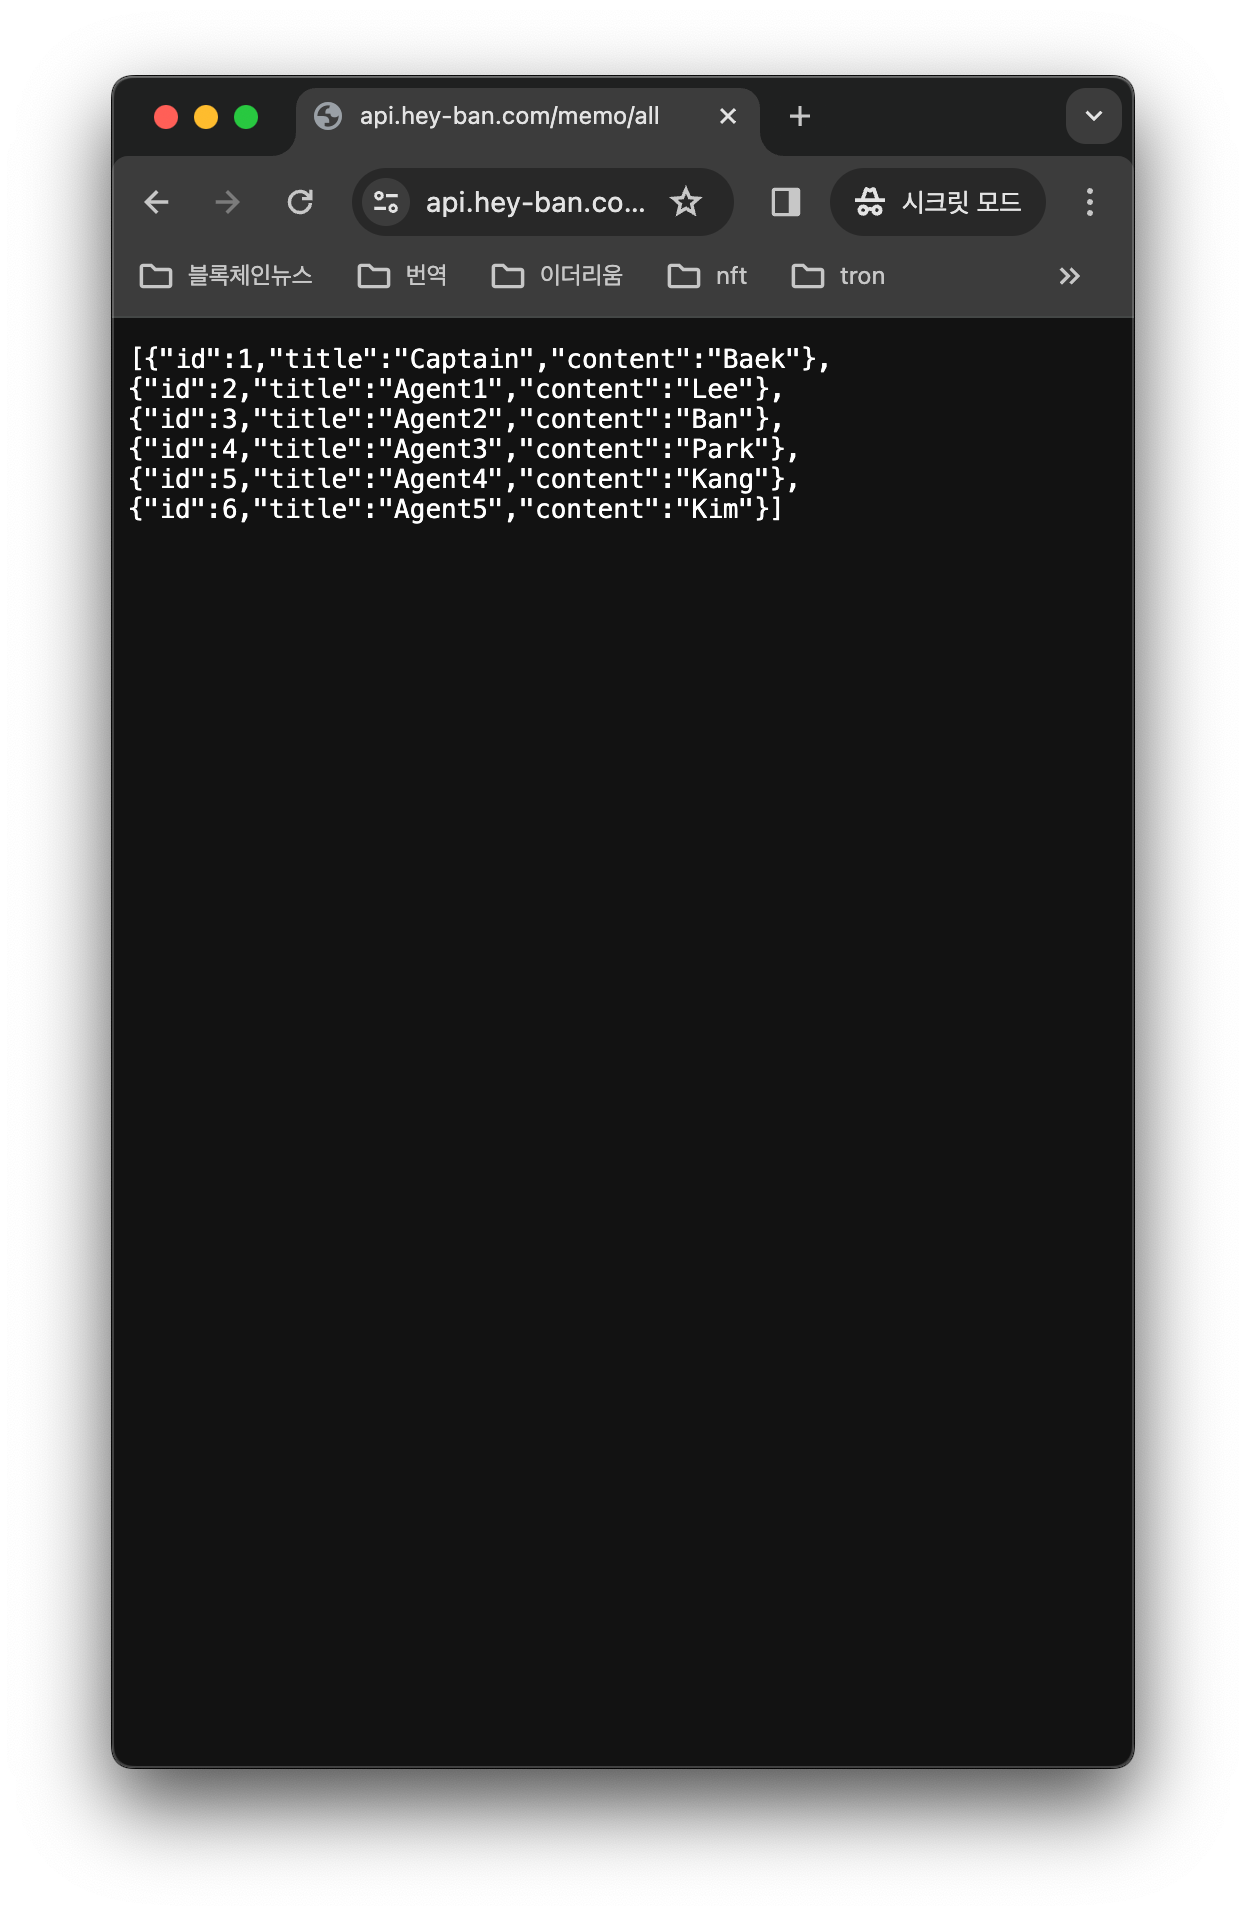 api.hey-ban.com/memo/all
api.hey-ban.co... 시크릿 모드
블록체인뉴스 번역 이더리움 nft tron
[{"id":1,"title":"Captain","content":"Baek"},
{"id":2,"title":"Agent1","content":"Lee"},
{"id":3,"title":"Agent2","content":"Ban"},
{"id":4,"title":"Agent3","content":"Park"},
{"id":5,"title":"Agent4","content":"Kang"},
{"id":6,"title":"Agent5","content":"Kim"}]